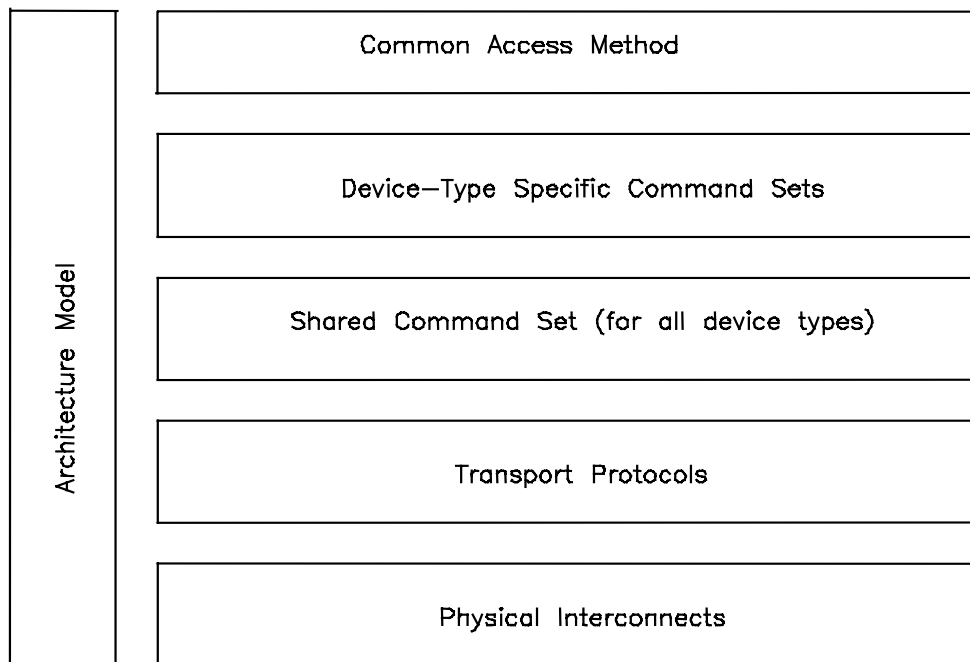 Common Access Method
Device-Type Specific Command Sets
Shared Command Set (for all device types)
Architecture Model
Transport Protocols
Physical Interconnects